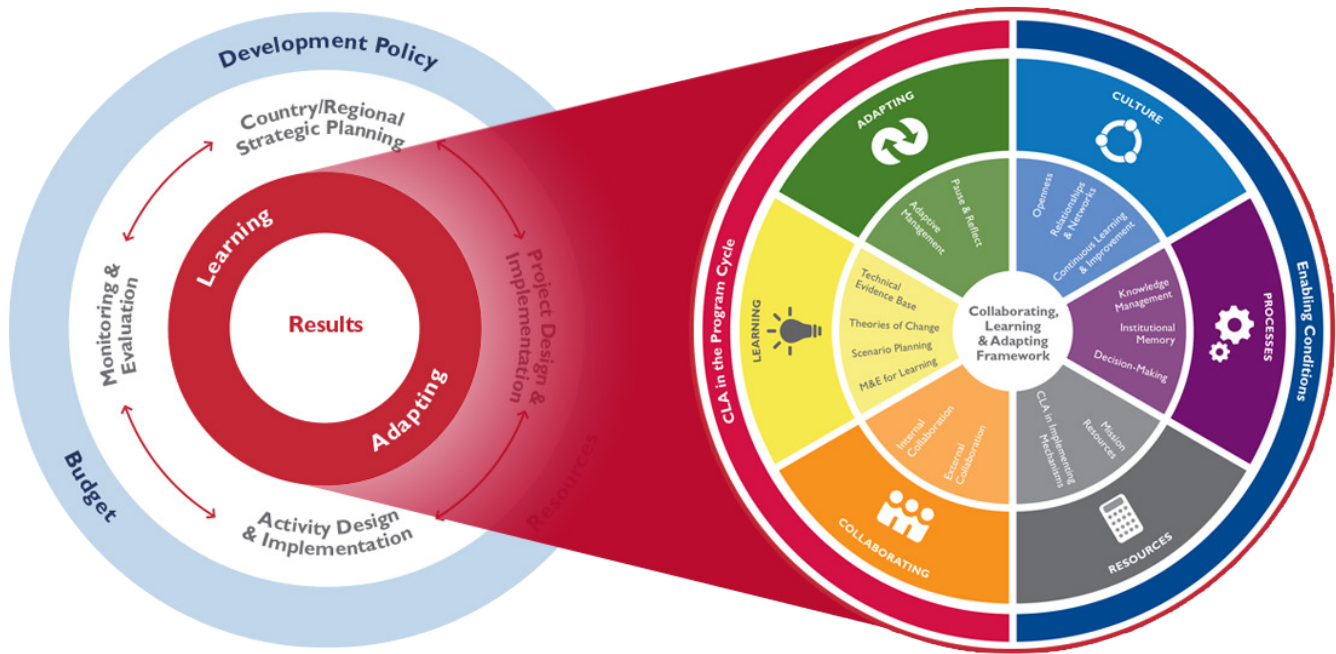 Development Policy
Country/Regional
Strategic Planning
Learning
Results
Adapting
Monitoring &
Evaluation
Project Design &
Implementation
Activity Design
& Implementation
Budget
Resources
CLA in the Program Cycle
Enabling Conditions
ADAPTING
Adaptive
Management
Pause & Reflect
CULTURE
Openness
Relationships
& Networks
Continuous Learning
& Improvement
LEARNING
Technical
Evidence Base
Theories of Change
Scenario Planning
M&E for Learning
Collaborating,
Learning
& Adapting
Framework
PROCESSES
Knowledge
Management
Institutional
Memory
Decision-Making
COLLABORATING
Internal
Collaboration
External
Collaboration
RESOURCES
CLA in Implementing
Mechanisms
Mission
Resources